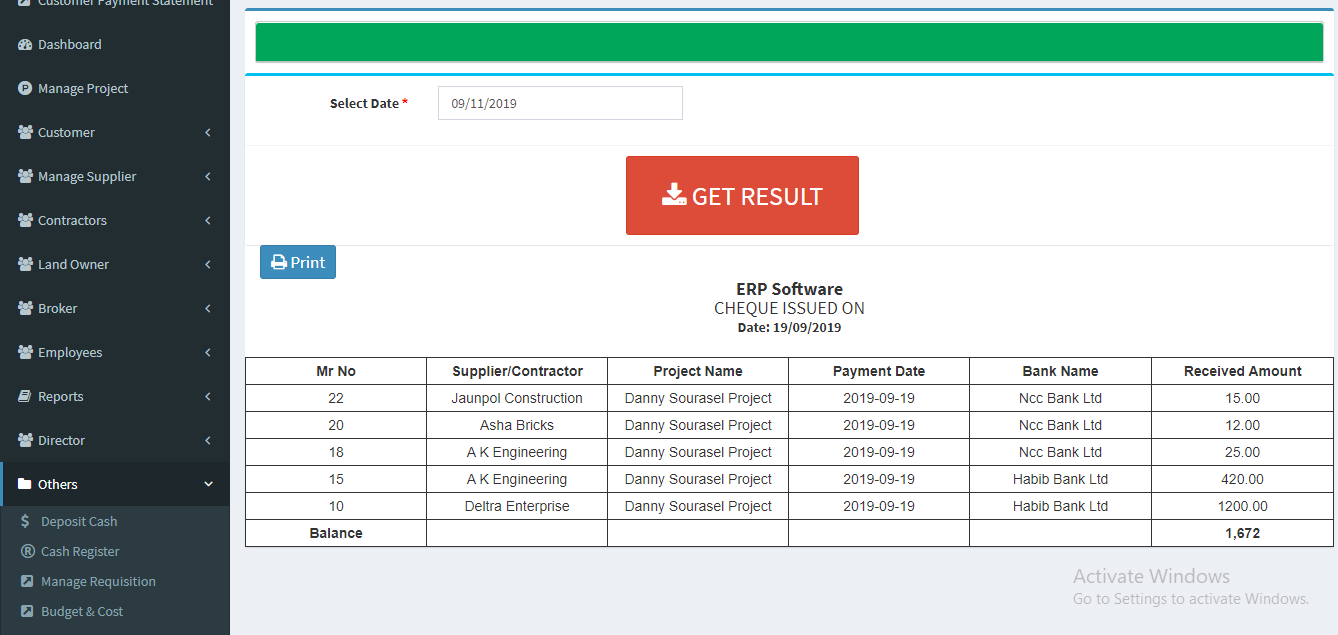 Customer Payment Statement
Dashboard
Manage Project
Customer
Manage Supplier
Contractors
Land Owner
Broker
Employees
Reports
Director
Others
Deposit Cash
Cash Register
Manage Requisition
Budget & Cost
Select Date *
09/11/2019
GET RESULT
Print
ERP Software
CHEQUE ISSUED ON
Date: 19/09/2019
Mr No Supplier/Contractor Project Name Payment Date Bank Name Received Amount
22 Jaunpol Construction Danny Sourasel Project 2019-09-19 Ncc Bank Ltd 15.00
20 Asha Bricks Danny Sourasel Project 2019-09-19 Ncc Bank Ltd 12.00
18 A K Engineering Danny Sourasel Project 2019-09-19 Ncc Bank Ltd 25.00
15 A K Engineering Danny Sourasel Project 2019-09-19 Habib Bank Ltd 420.00
10 Deltra Enterprise Danny Sourasel Project 2019-09-19 Habib Bank Ltd 1200.00
Balance 1,672
Activate Windows
Go to Settings to activate Windows.